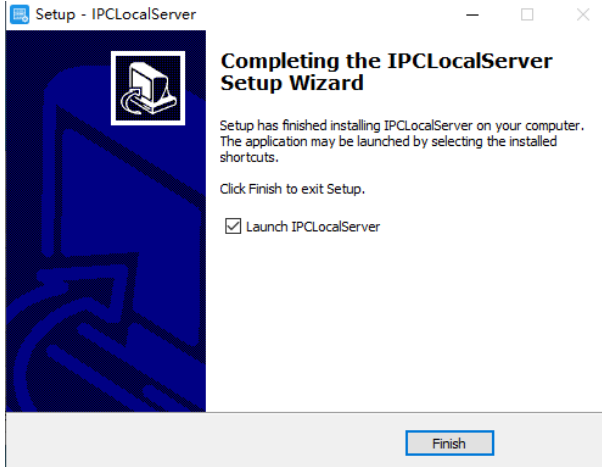 Setup - IPCLocalServer
Completing the IPCLocalServer
Setup Wizard
Setup has finished installing IPCLocalServer on your computer.
The application may be launched by selecting the installed
shortcuts.
Click Finish to exit Setup.
Launch IPCLocalServer
Finish